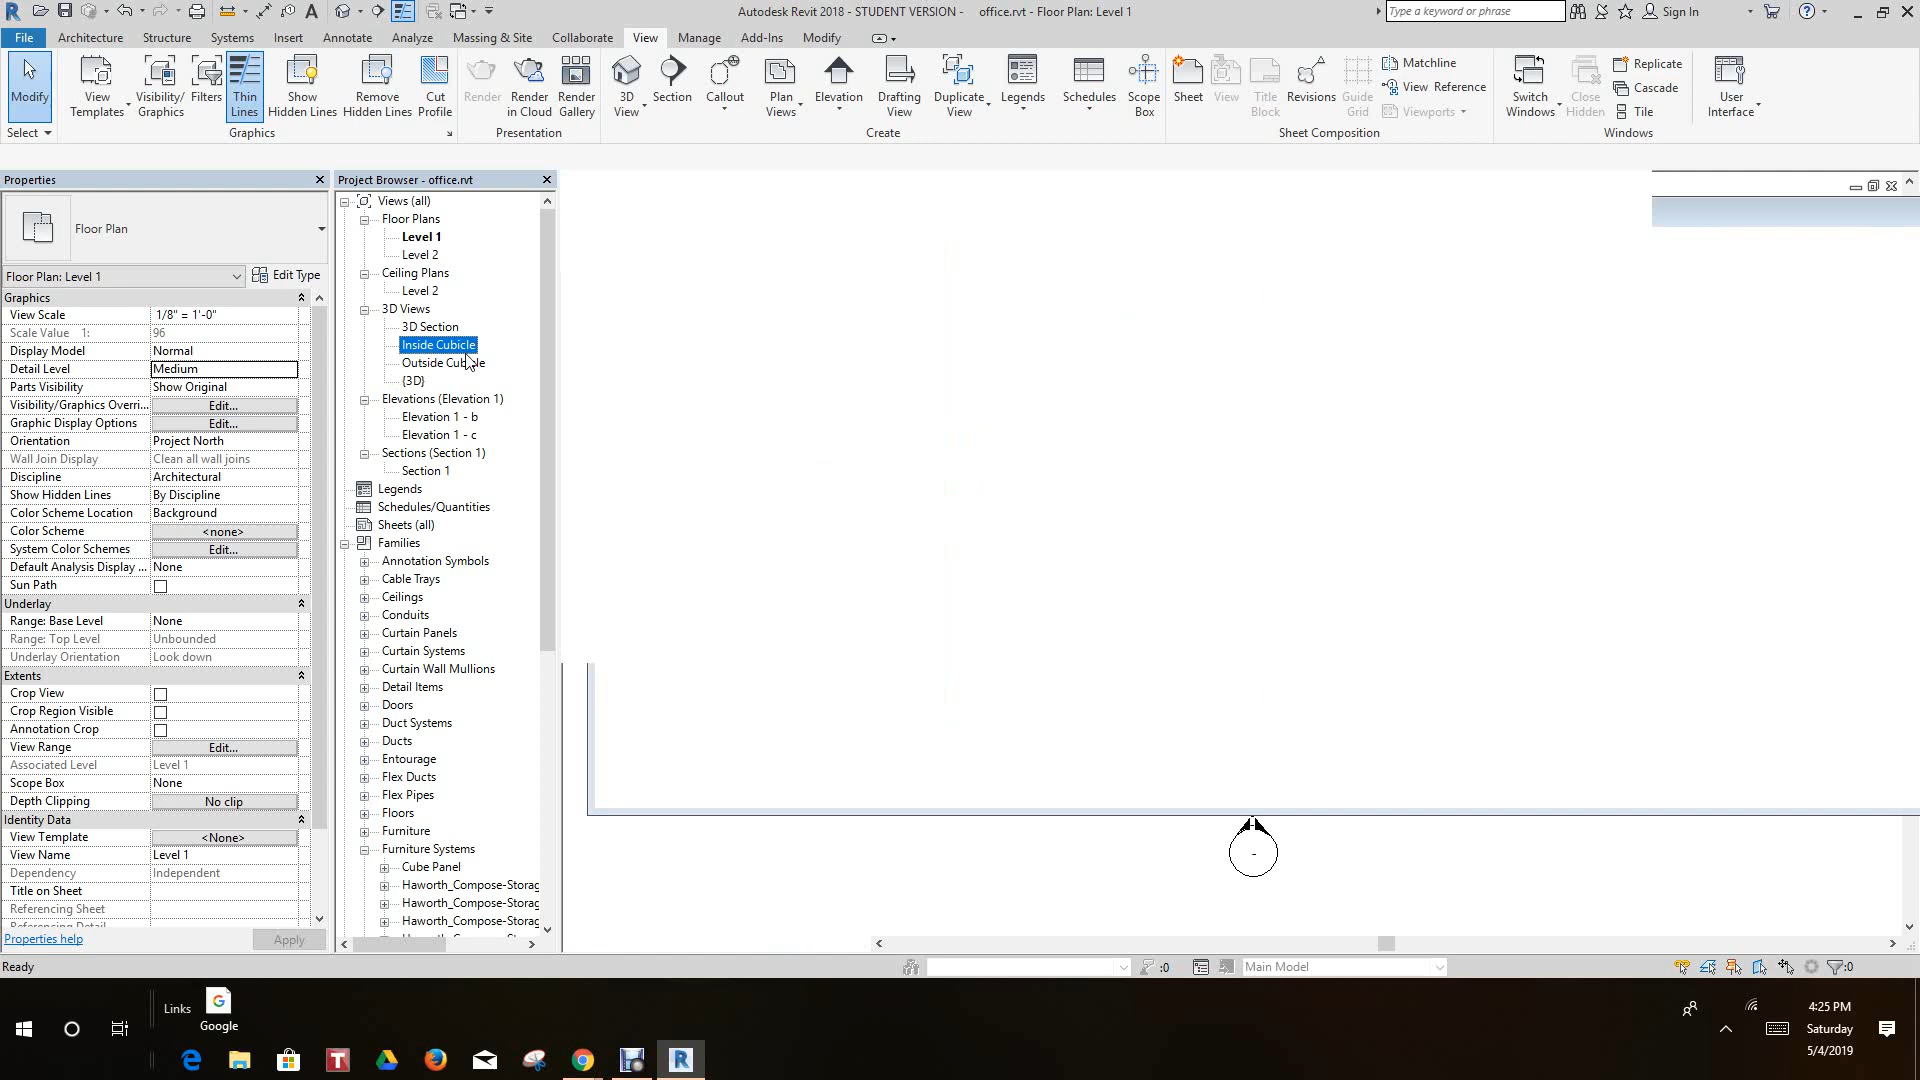 Autodesk Revit 2018 - STUDENT VERSION - office.rvt - Floor Plan: Level 1
Type a keyword or phrase
Sign In
File Architecture Structure Systems Insert Annotate Analyze Massing & Site Collaborate View Manage Add-Ins Modify
Modify
View Templates
Visibility/ Graphics
Filters
Thin Lines
Show Hidden Lines
Remove Hidden Lines
Cut Profile
Render
Render in Cloud
Render Gallery
3D View
Section
Callout
Plan Views
Elevation
Drafting View
Duplicate View
Legends
Schedules
Scope Box
Sheet
View
Title Block
Revisions
Guide Grid
Matchline
View Reference
Viewports
Switch Windows
Close Hidden
Replicate
Cascade
Tile
User Interface
Select Graphics Presentation Create Sheet Composition Windows
Properties
Floor Plan
Floor Plan: Level 1 Edit Type
Graphics
View Scale 1/8" = 1'-0"
Scale Value 1: 96
Display Model Normal
Detail Level Medium
Parts Visibility Show Original
Visibility/Graphics Overri... Edit...
Graphic Display Options Edit...
Orientation Project North
Wall Join Display Clean all wall joins
Discipline Architectural
Show Hidden Lines By Discipline
Color Scheme Location Background
Color Scheme <none>
System Color Schemes Edit...
Default Analysis Display ... None
Sun Path
Underlay
Range: Base Level None
Range: Top Level Unbounded
Underlay Orientation Look down
Extents
Crop View
Crop Region Visible
Annotation Crop
View Range Edit...
Associated Level Level 1
Scope Box None
Depth Clipping No clip
Identity Data
View Template <None>
View Name Level 1
Dependency Independent
Title on Sheet
Referencing Sheet
Referencing Detail
Properties help Apply
Project Browser - office.rvt
Views (all)
Floor Plans
Level 1
Level 2
Ceiling Plans
Level 2
3D Views
3D Section
Inside Cubicle
Outside Cubicle
{3D}
Elevations (Elevation 1)
Elevation 1 - b
Elevation 1 - c
Sections (Section 1)
Section 1
Legends
Schedules/Quantities
Sheets (all)
Families
Annotation Symbols
Cable Trays
Ceilings
Conduits
Curtain Panels
Curtain Systems
Curtain Wall Mullions
Detail Items
Doors
Duct Systems
Ducts
Entourage
Flex Ducts
Flex Pipes
Floors
Furniture
Furniture Systems
Cube Panel
Haworth_Compose-Storag
Haworth_Compose-Storag
Haworth_Compose-Storag
-
Ready
:0
Main Model
:0
Links
Google
4:25 PM
Saturday
5/4/2019